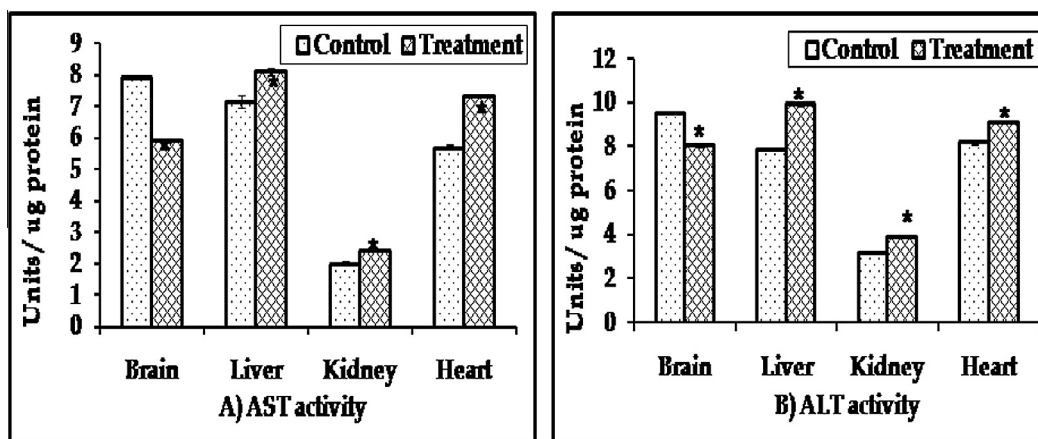 Control Treatment
9
8
7
6
5
4
3
2
1
0
Units/ ug protein
* * * *
Brain Liver Kidney Heart
A) AST activity
Control Treatment
12
10
8
6
4
2
0
Units/ ug protein
* * * *
Brain Liver Kidney Heart
B) ALT activity